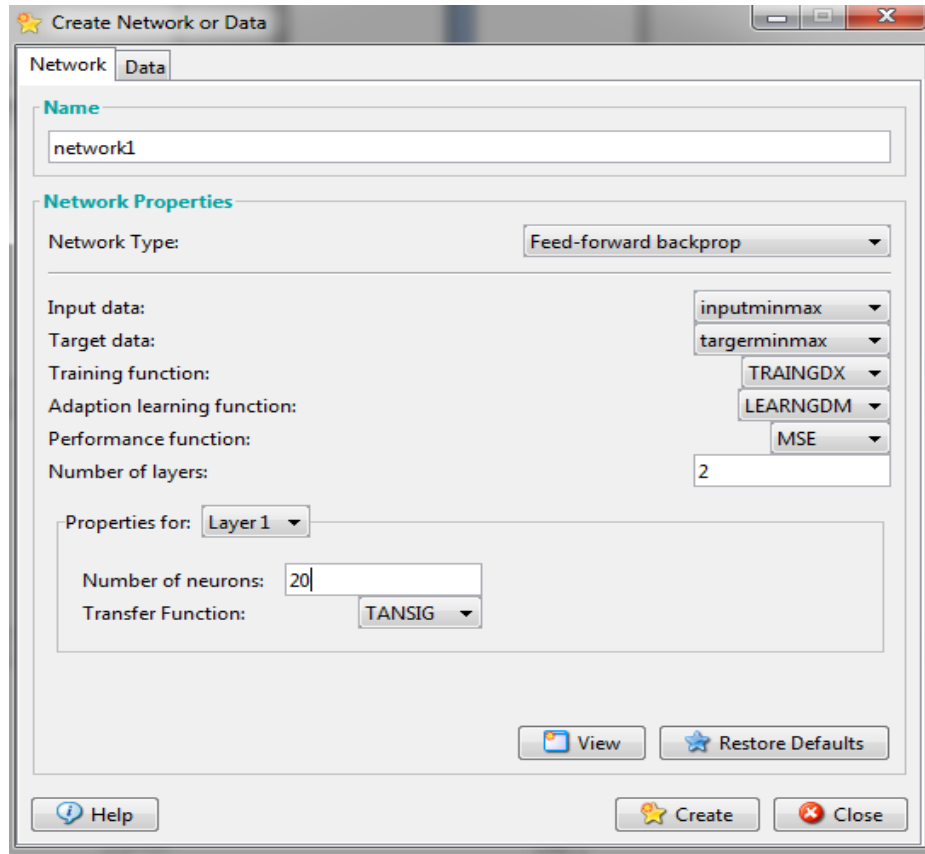 Create Network or Data
Network Data
Name
network1
Network Properties
Network Type: Feed-forward backprop
Input data: inputminmax
Target data: targerminmax
Training function: TRAINGDX
Adaption learning function: LEARNGDM
Performance function: MSE
Number of layers: 2
Properties for: Layer 1
Number of neurons: 20
Transfer Function: TANSIG
View Restore Defaults
Help Create Close